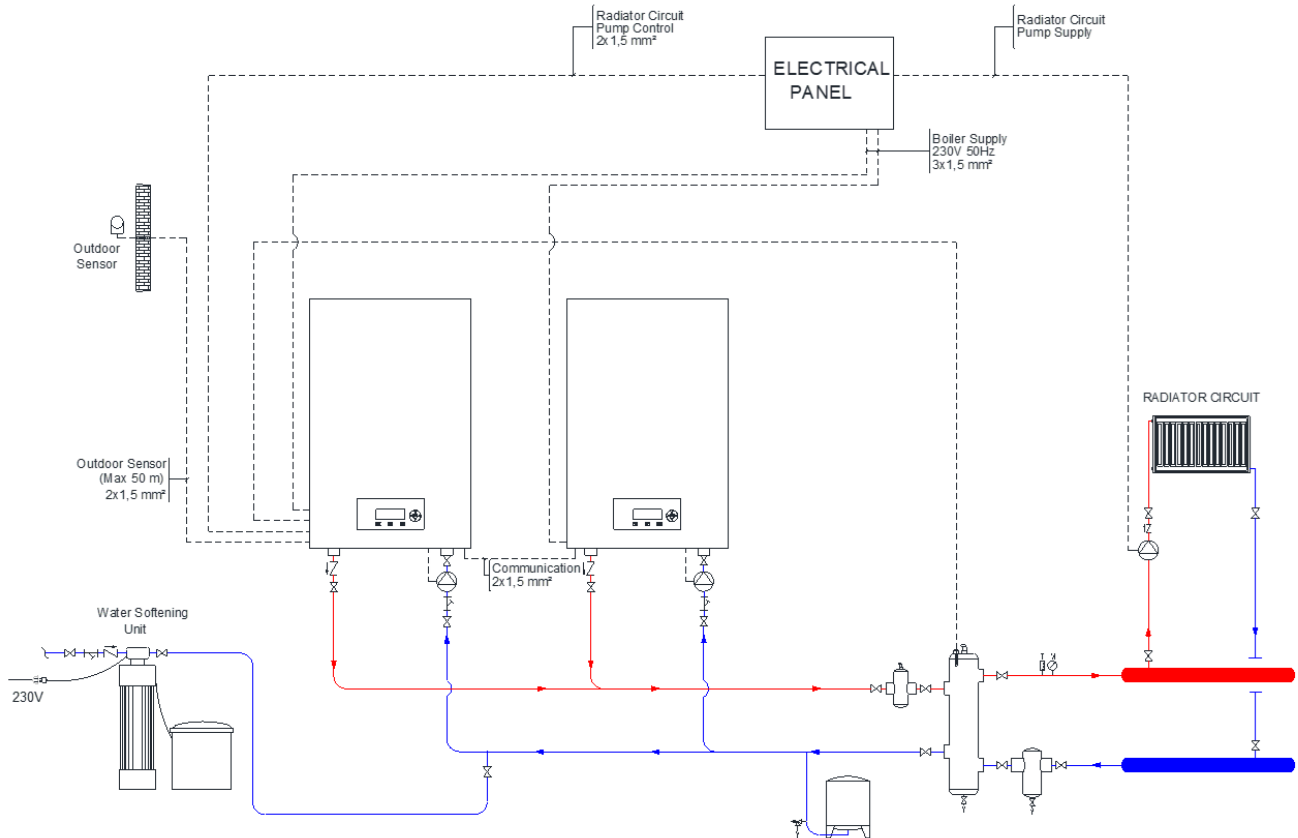 Radiator Circuit
Pump Control
2x1,5 mm²
Radiator Circuit
Pump Supply
ELECTRICAL
PANEL
Boiler Supply
230V 50Hz
3x1,5 mm²
Outdoor
Sensor
RADIATOR CIRCUIT
Outdoor Sensor
(Max 50 m)
2x1,5 mm²
Communication
2x1,5 mm²
Water Softening
Unit
230V